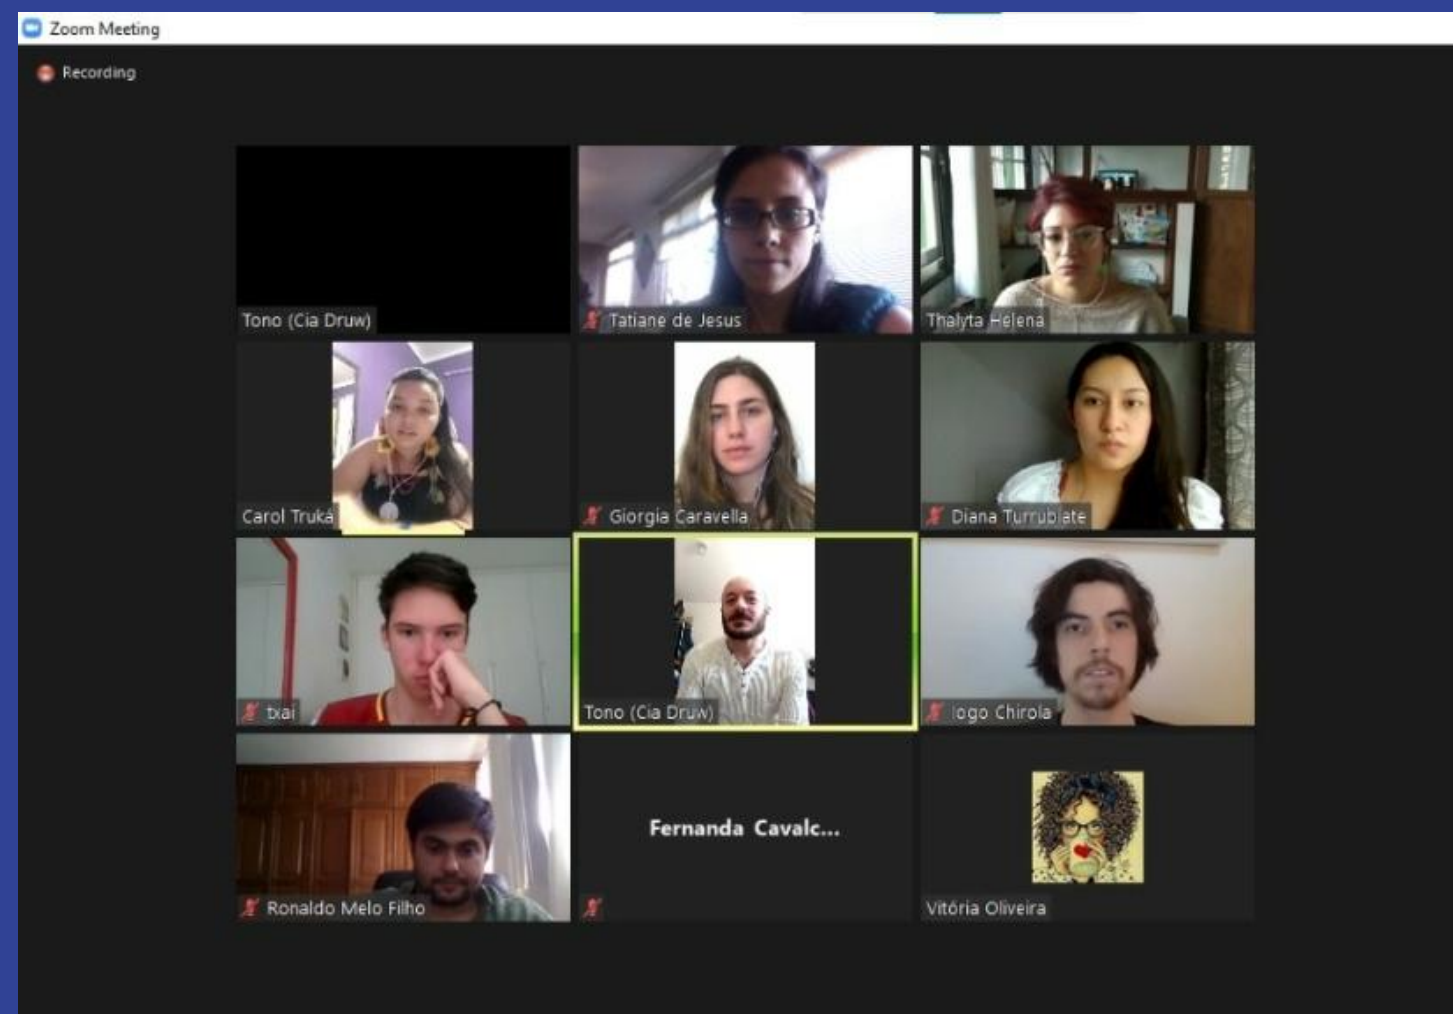 Zoom Meeting
Recording
Tono (Cia Druw)
Tatiane de Jesus
Thalyta Helena
Carol Truká
Giorgia Caravella
Diana Turrubiate
txai
Tono (Cia Druw)
Iogo Chirola
Ronaldo Melo Filho
Fernanda Cavalc...
Vitória Oliveira